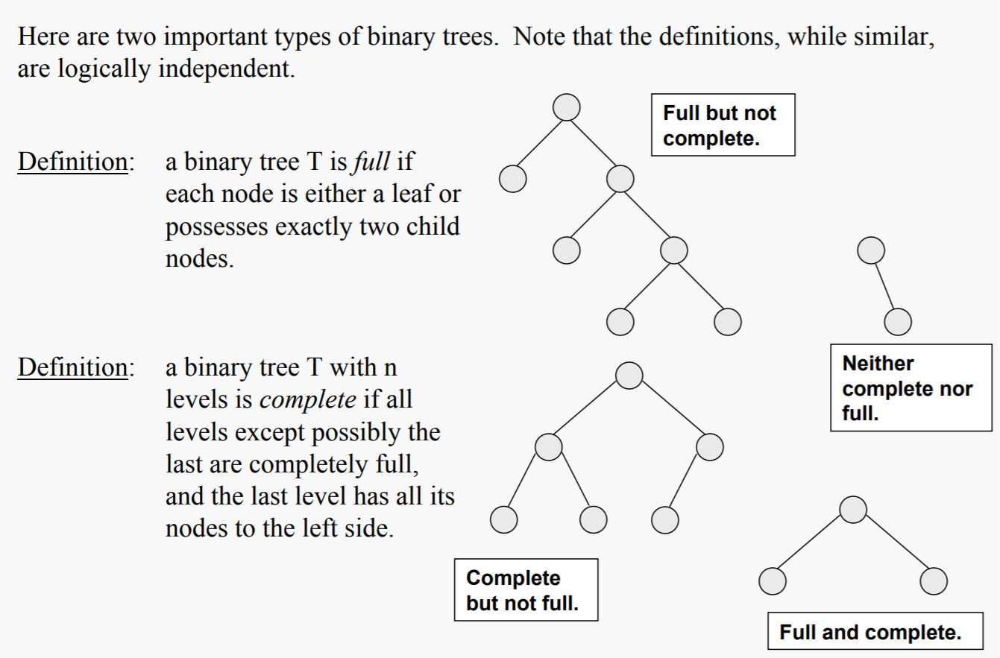 Here are two important types of binary trees.  Note that the definitions, while similar,
are logically independent.
Full but not
complete.
Definition:   a binary tree T is full if
each node is either a leaf or
possesses exactly two child
nodes.
Neither
complete nor
full.
Definition:   a binary tree T with n
levels is complete if all
levels except possibly the
last are completely full,
and the last level has all its
nodes to the left side.
Complete
but not full.
Full and complete.